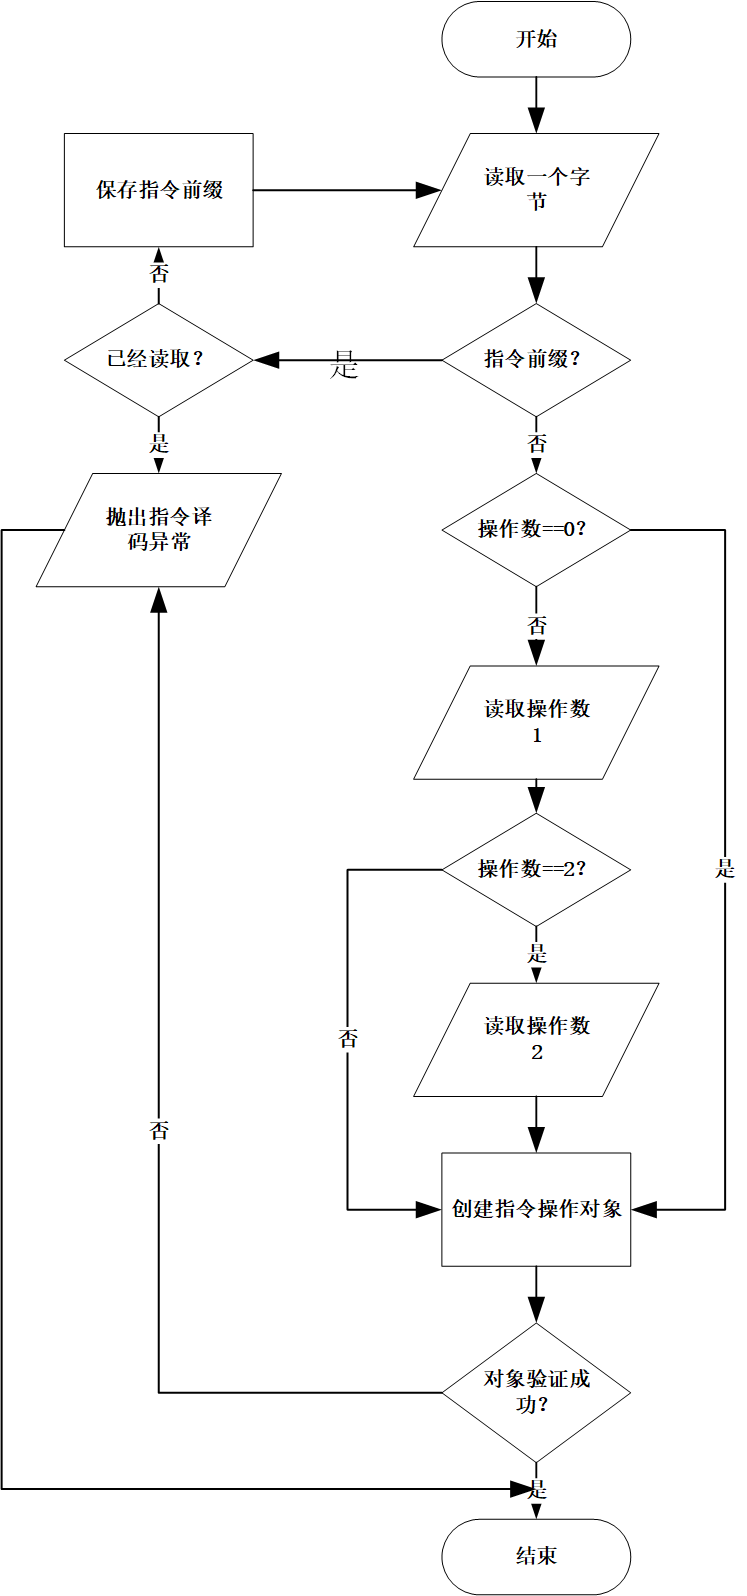 开始
保存指令前缀
读取一个字
节
否
已经读取？
是
指令前缀？
是
否
抛出指令译
码异常
操作数==0？
否
读取操作数
1
操作数==2？
是
是
读取操作数
2
否
否
创建指令操作对象
对象验证成
功？
是
结束